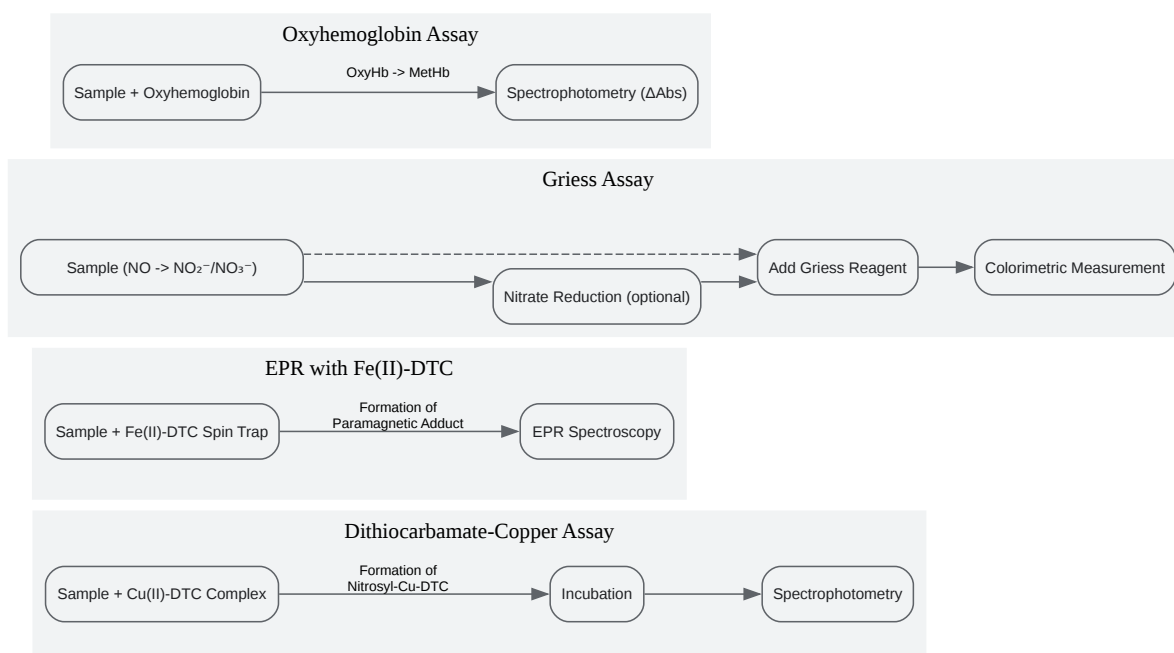 Oxyhemoglobin Assay
Sample + Oxyhemoglobin
OxyHb -> MetHb
Spectrophotometry (ΔAbs)
Griess Assay
Sample (NO -> NO₂⁻/NO₃⁻)
Nitrate Reduction (optional)
Add Griess Reagent
Colorimetric Measurement
EPR with Fe(II)-DTC
Sample + Fe(II)-DTC Spin Trap
Formation of
Paramagnetic Adduct
EPR Spectroscopy
Dithiocarbamate-Copper Assay
Sample + Cu(II)-DTC Complex
Formation of
Nitrosyl-Cu-DTC
Incubation
Spectrophotometry